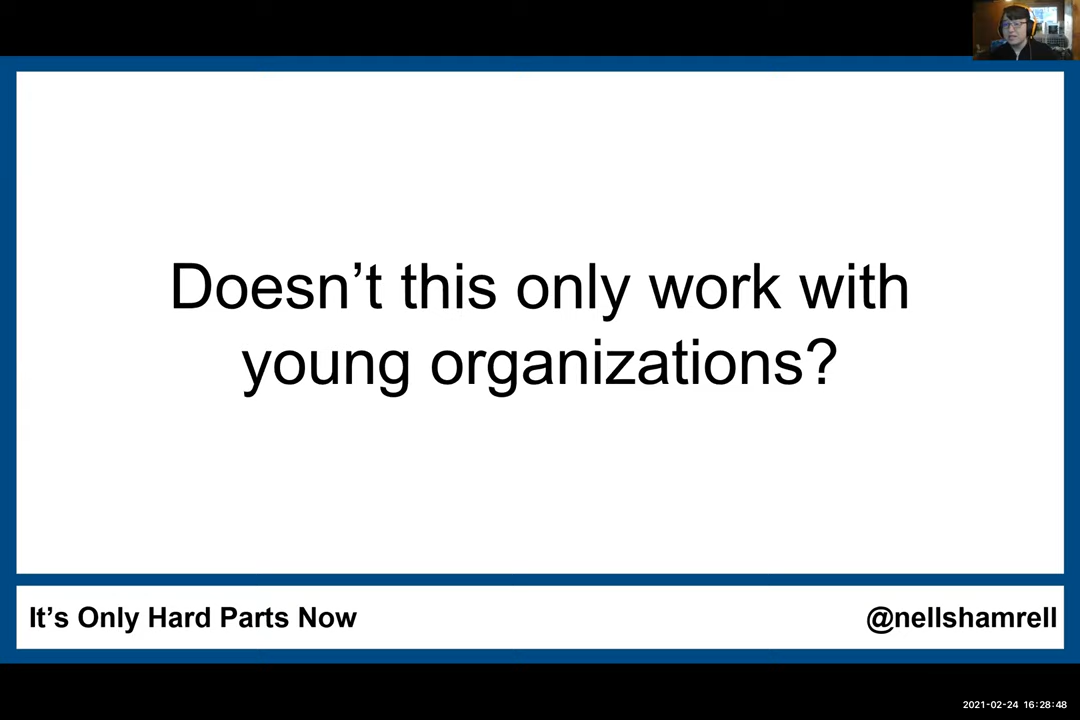 Doesn’t this only work with
young organizations?
It’s Only Hard Parts Now
@nellshamrell
2021-02-24 16:28:48